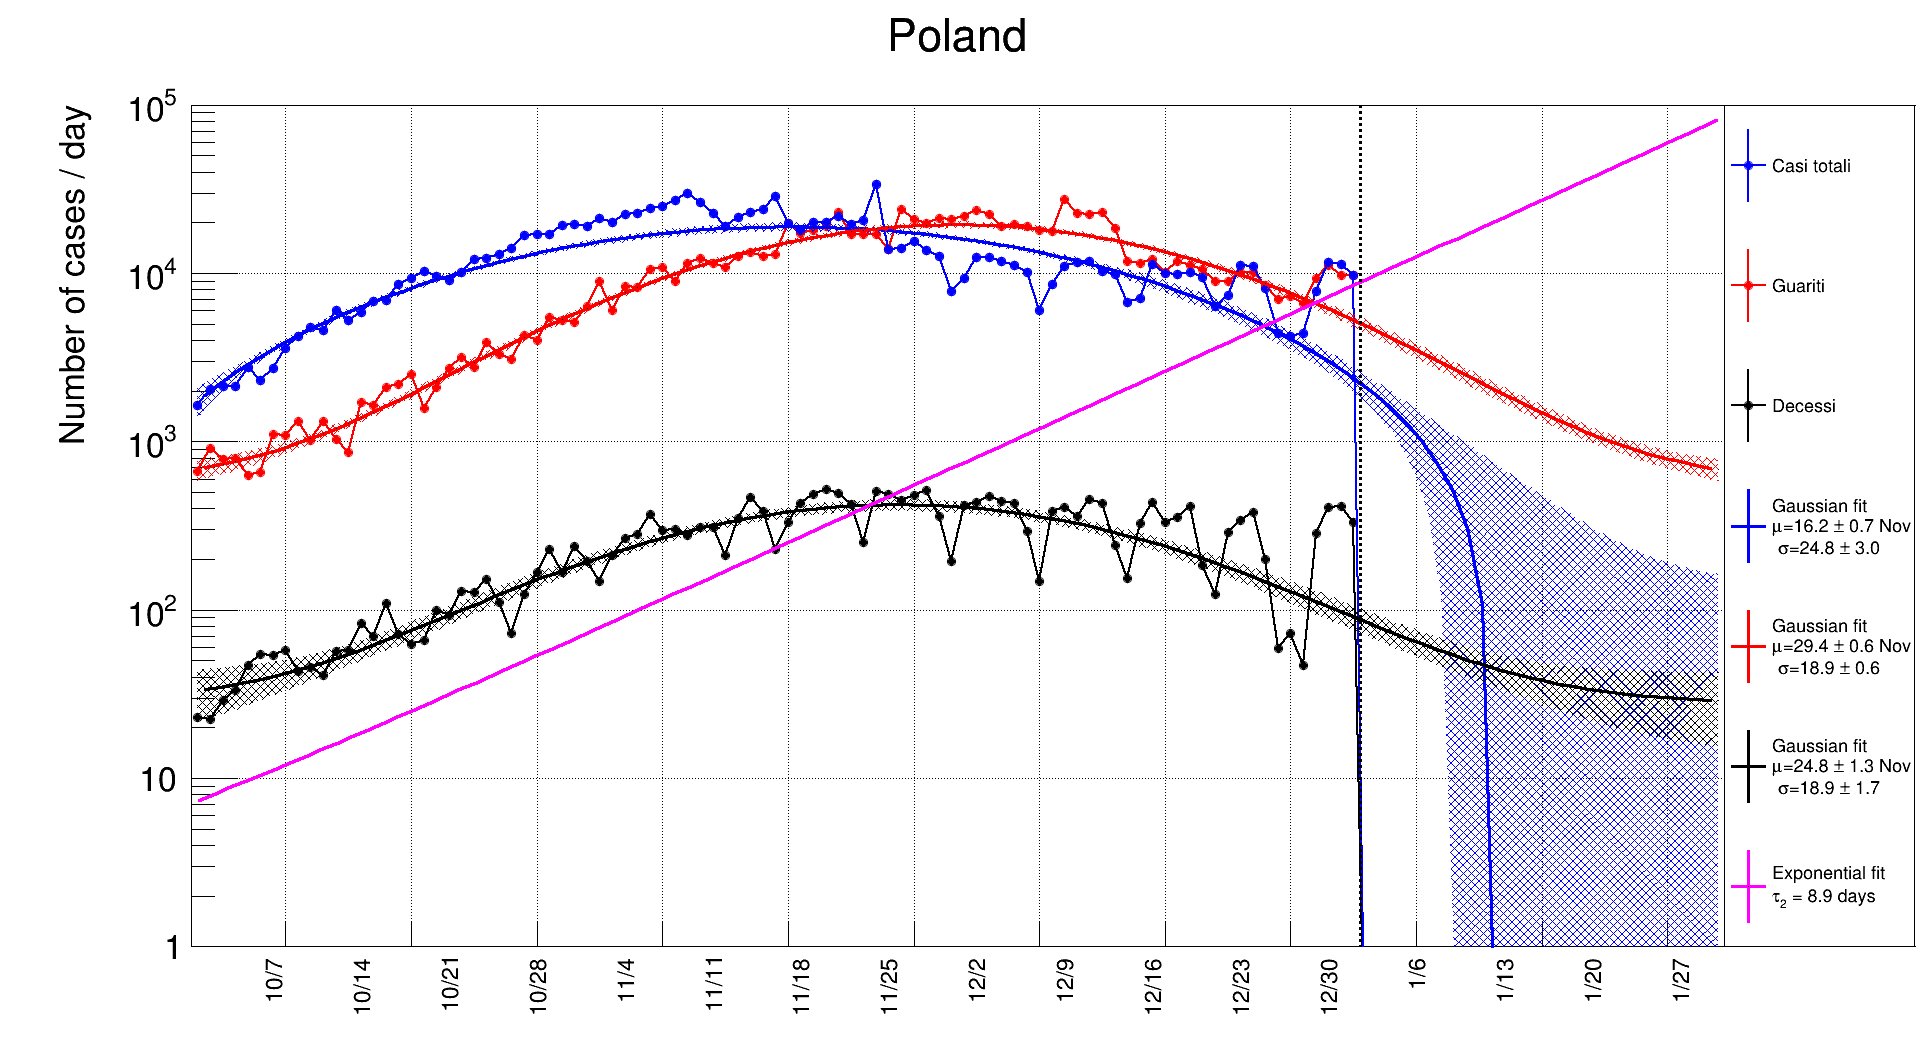 Poland
Number of cases / day
10^5
10^4
10^3
10^2
10
1
10/7
10/14
10/21
10/28
11/4
11/11
11/18
11/25
12/2
12/9
12/16
12/23
12/30
1/6
1/13
1/20
1/27
Casi totali
Guariti
Decessi
Gaussian fit
μ=16.2 ± 0.7 Nov
σ=24.8 ± 3.0
Gaussian fit
μ=29.4 ± 0.6 Nov
σ=18.9 ± 0.6
Gaussian fit
μ=24.8 ± 1.3 Nov
σ=18.9 ± 1.7
Exponential fit
τ₂ = 8.9 days